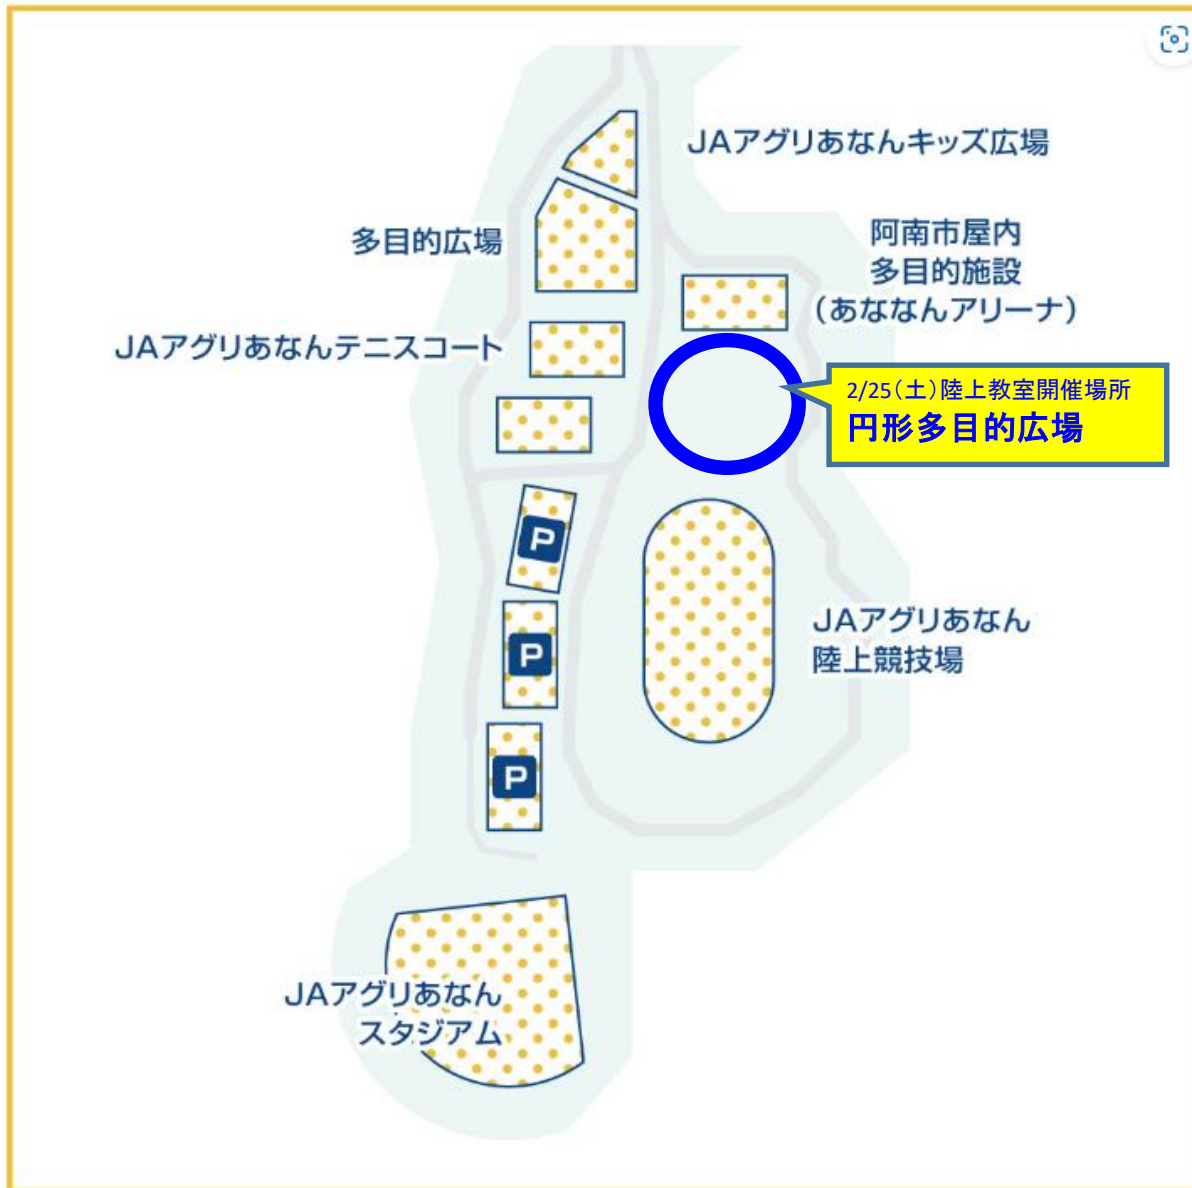 JAアグリあなんキッズ広場
多目的広場
阿南市屋内
多目的施設
(あななんアリーナ)
JAアグリあなんテニスコート
2/25(土)陸上教室開催場所
円形多目的広場
P
P
P
JAアグリあなん
陸上競技場
JAアグリあなん
スタジアム